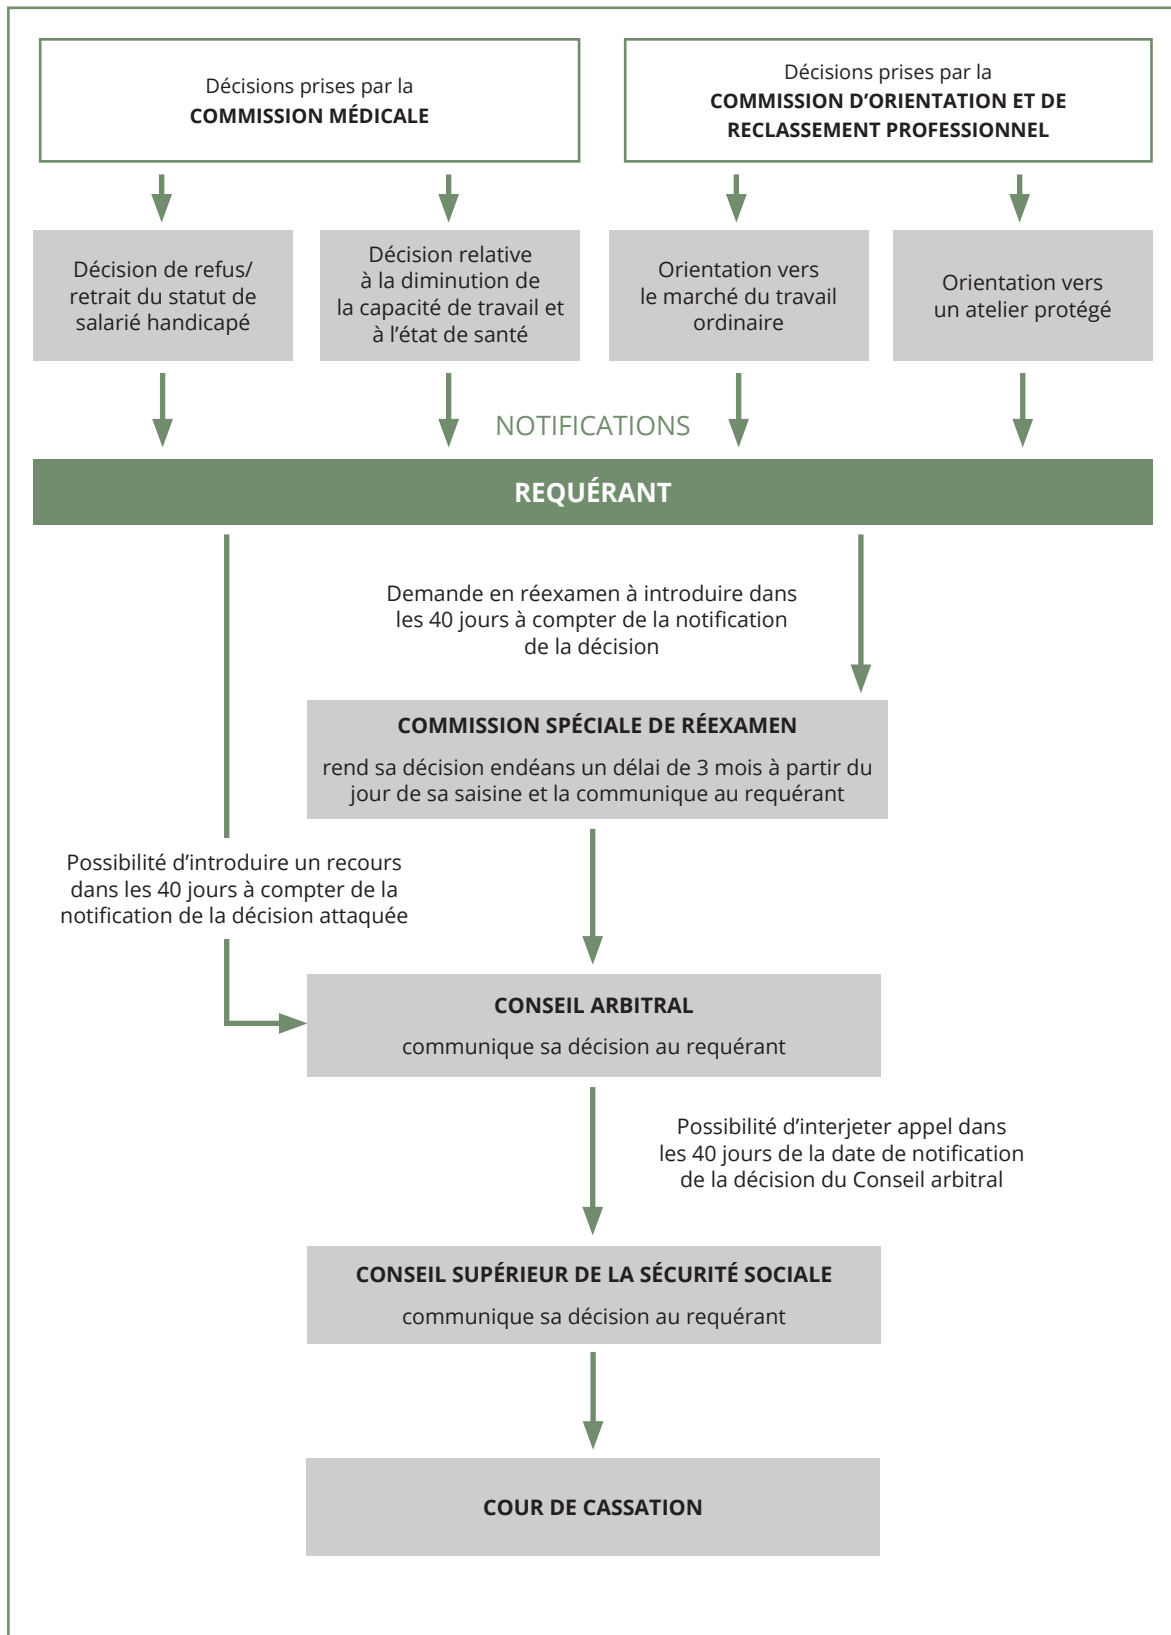 Décisions prises par la
COMMISSION MÉDICALE
Décisions prises par la
COMMISSION D'ORIENTATION ET DE
RECLASSEMENT PROFESSIONNEL
Décision de refus/
retrait du statut de
salarié handicapé
Décision relative
à la diminution de
la capacité de travail et
à l'état de santé
Orientation vers
le marché du travail
ordinaire
Orientation vers
un atelier protégé
NOTIFICATIONS
REQUÉRANT
Demande en réexamen à introduire dans
les 40 jours à compter de la notification
de la décision
COMMISSION SPÉCIALE DE RÉEXAMEN
rend sa décision endéans un délai de 3 mois à partir du
jour de sa saisine et la communique au requérant
Possibilité d'introduire un recours
dans les 40 jours à compter de la
notification de la décision attaquée
CONSEIL ARBITRAL
communique sa décision au requérant
Possibilité d'interjeter appel dans
les 40 jours de la date de notification
de la décision du Conseil arbitral
CONSEIL SUPÉRIEUR DE LA SÉCURITÉ SOCIALE
communique sa décision au requérant
COUR DE CASSATION